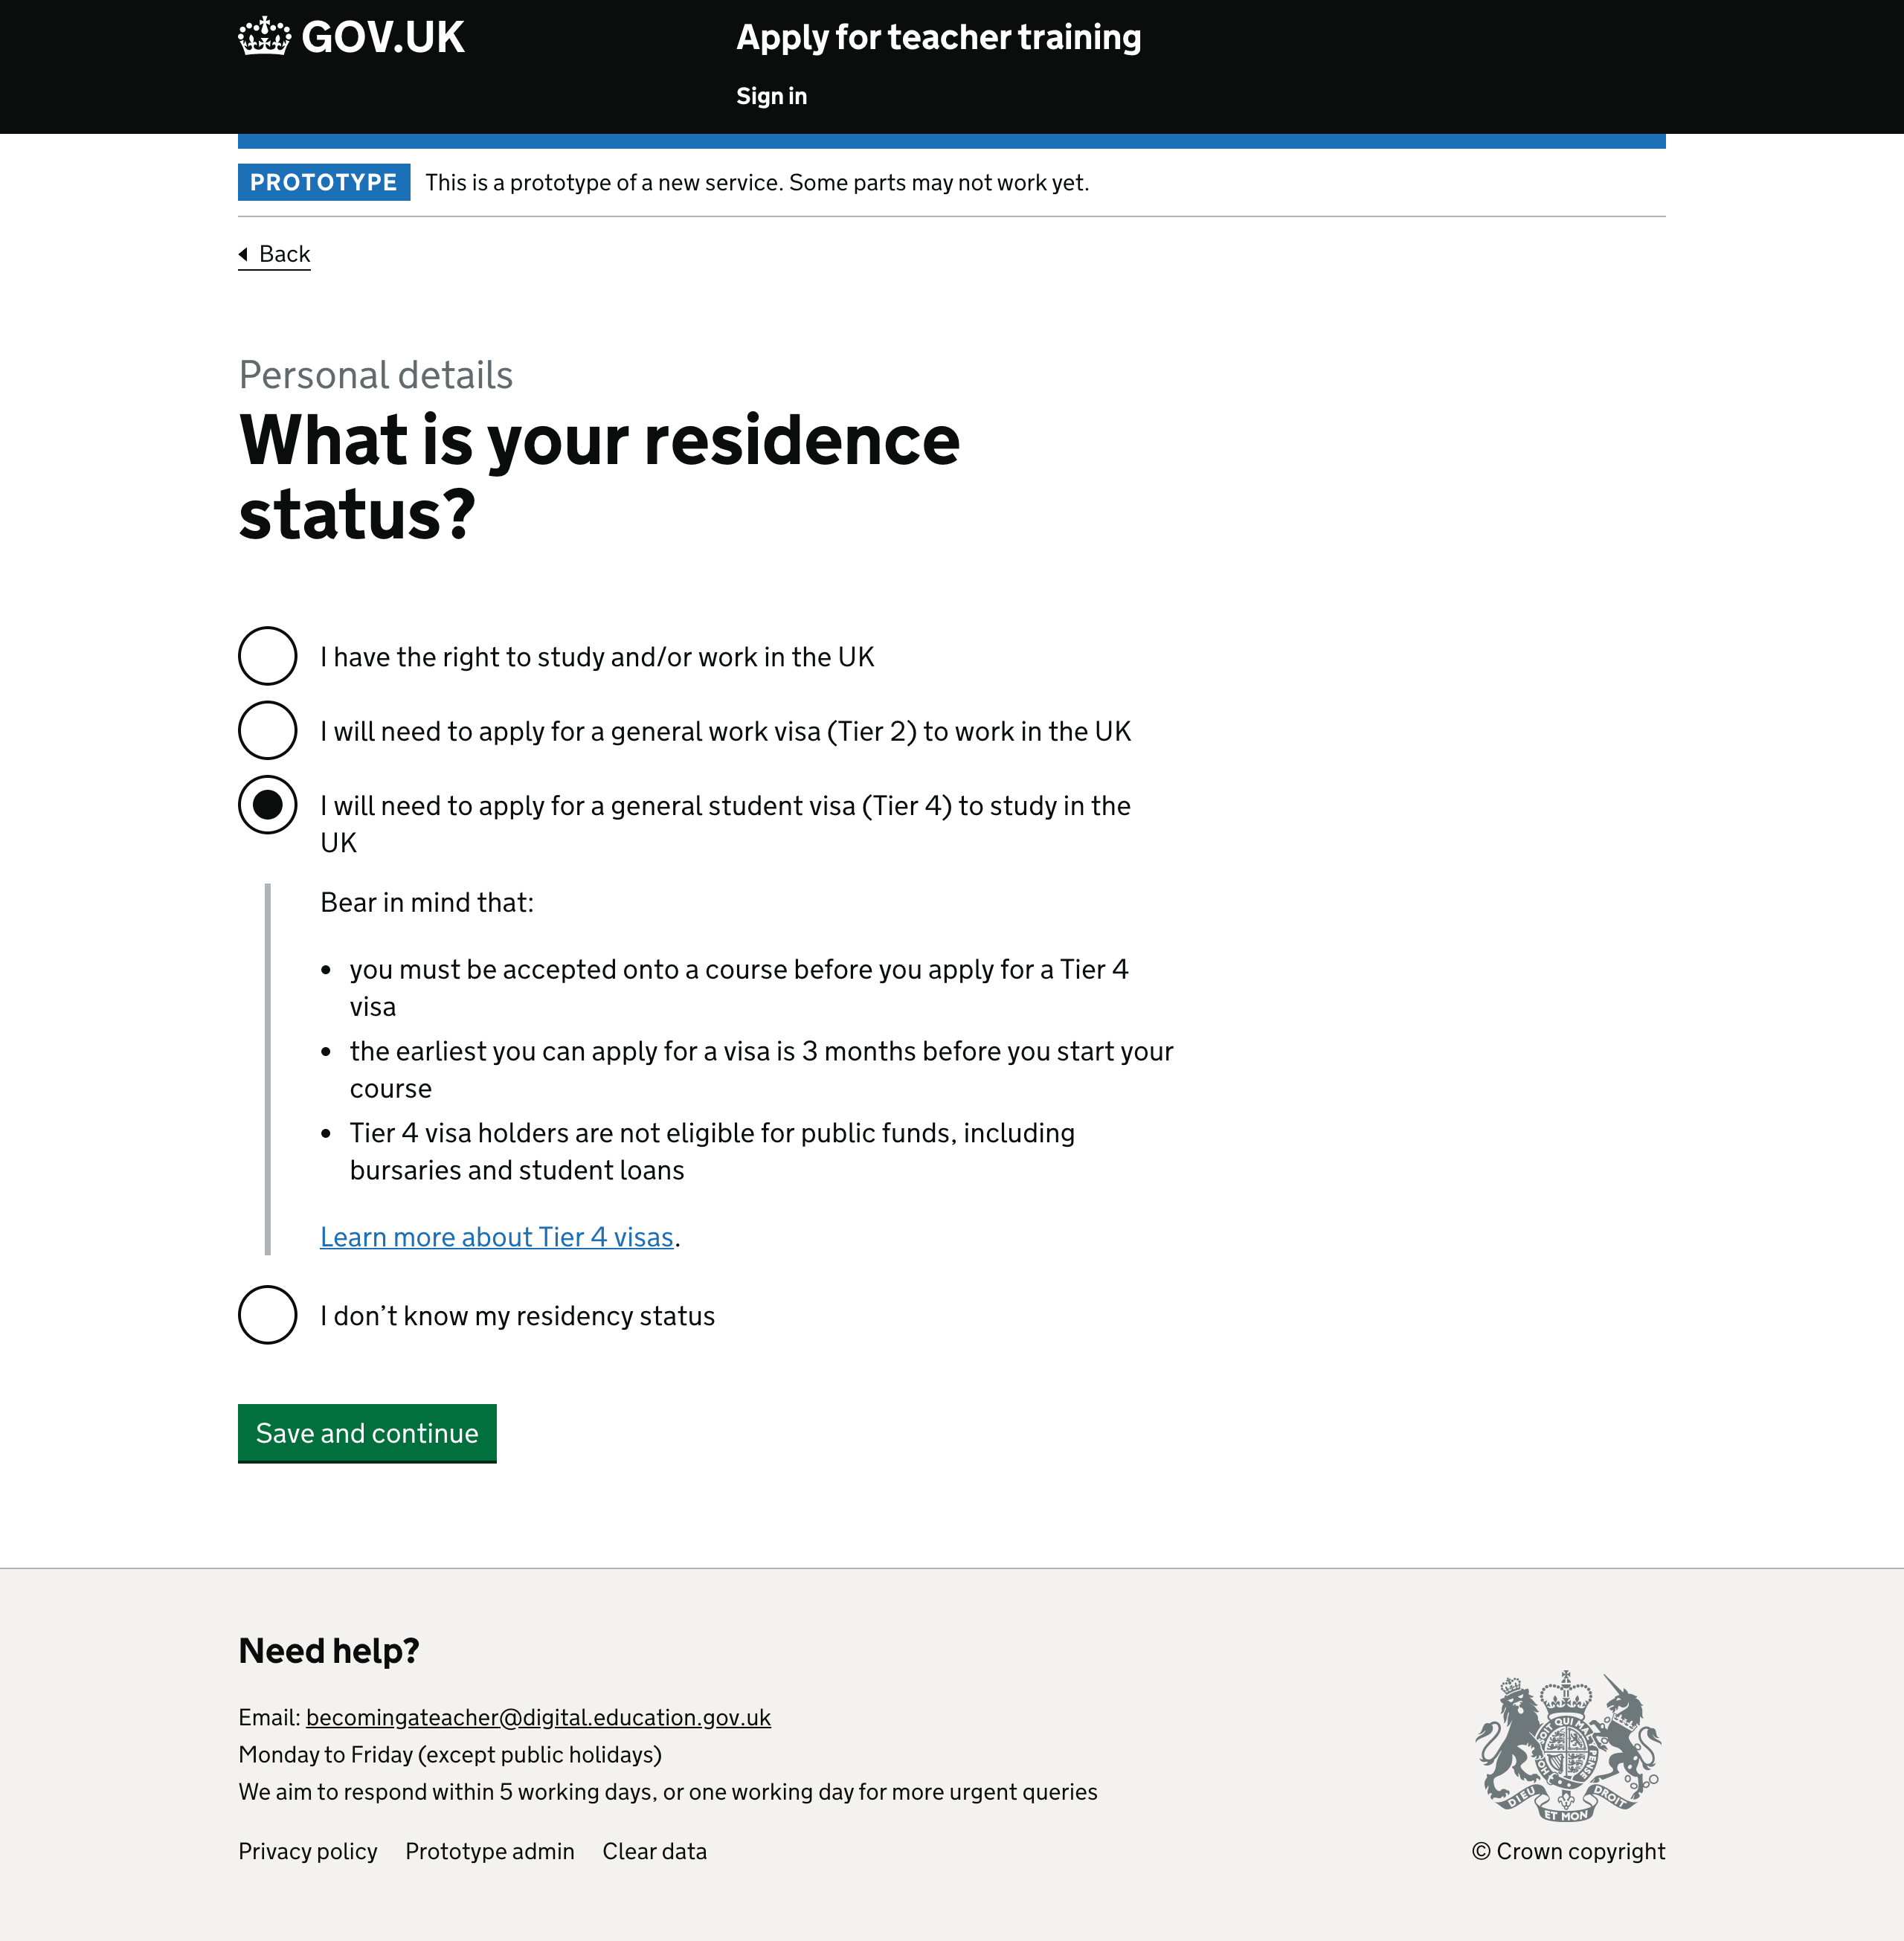 GOV.UK
Apply for teacher training
Sign in
PROTOTYPE
This is a prototype of a new service. Some parts may not work yet.
Back
Personal details
What is your residence
status?
I have the right to study and/or work in the UK
I will need to apply for a general work visa (Tier 2) to work in the UK
I will need to apply for a general student visa (Tier 4) to study in the
UK
Bear in mind that:
• you must be accepted onto a course before you apply for a Tier 4
visa
• the earliest you can apply for a visa is 3 months before you start your
course
• Tier 4 visa holders are not eligible for public funds, including
bursaries and student loans
Learn more about Tier 4 visas.
I don’t know my residency status
Save and continue
Need help?
Email: becomingateacher@digital.education.gov.uk
Monday to Friday (except public holidays)
We aim to respond within 5 working days, or one working day for more urgent queries
Privacy policy Prototype admin Clear data
DIEU ET MON DROIT
© Crown copyright